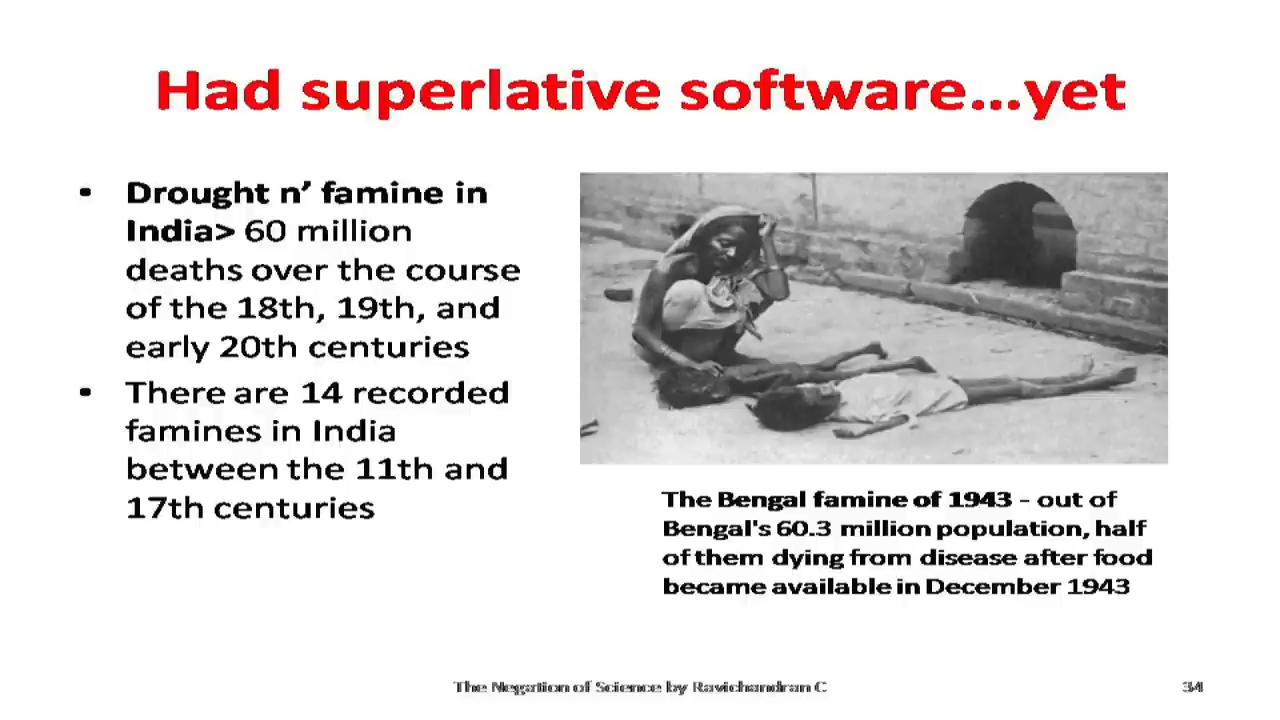 Had superlative software...yet
• Drought n’ famine in
India> 60 million
deaths over the course
of the 18th, 19th, and
early 20th centuries
• There are 14 recorded
famines in India
between the 11th and
17th centuries
The Bengal famine of 1943 - out of
Bengal's 60.3 million population, half
of them dying from disease after food
became available in December 1943
The Negation of Science by Ravichandran C
34